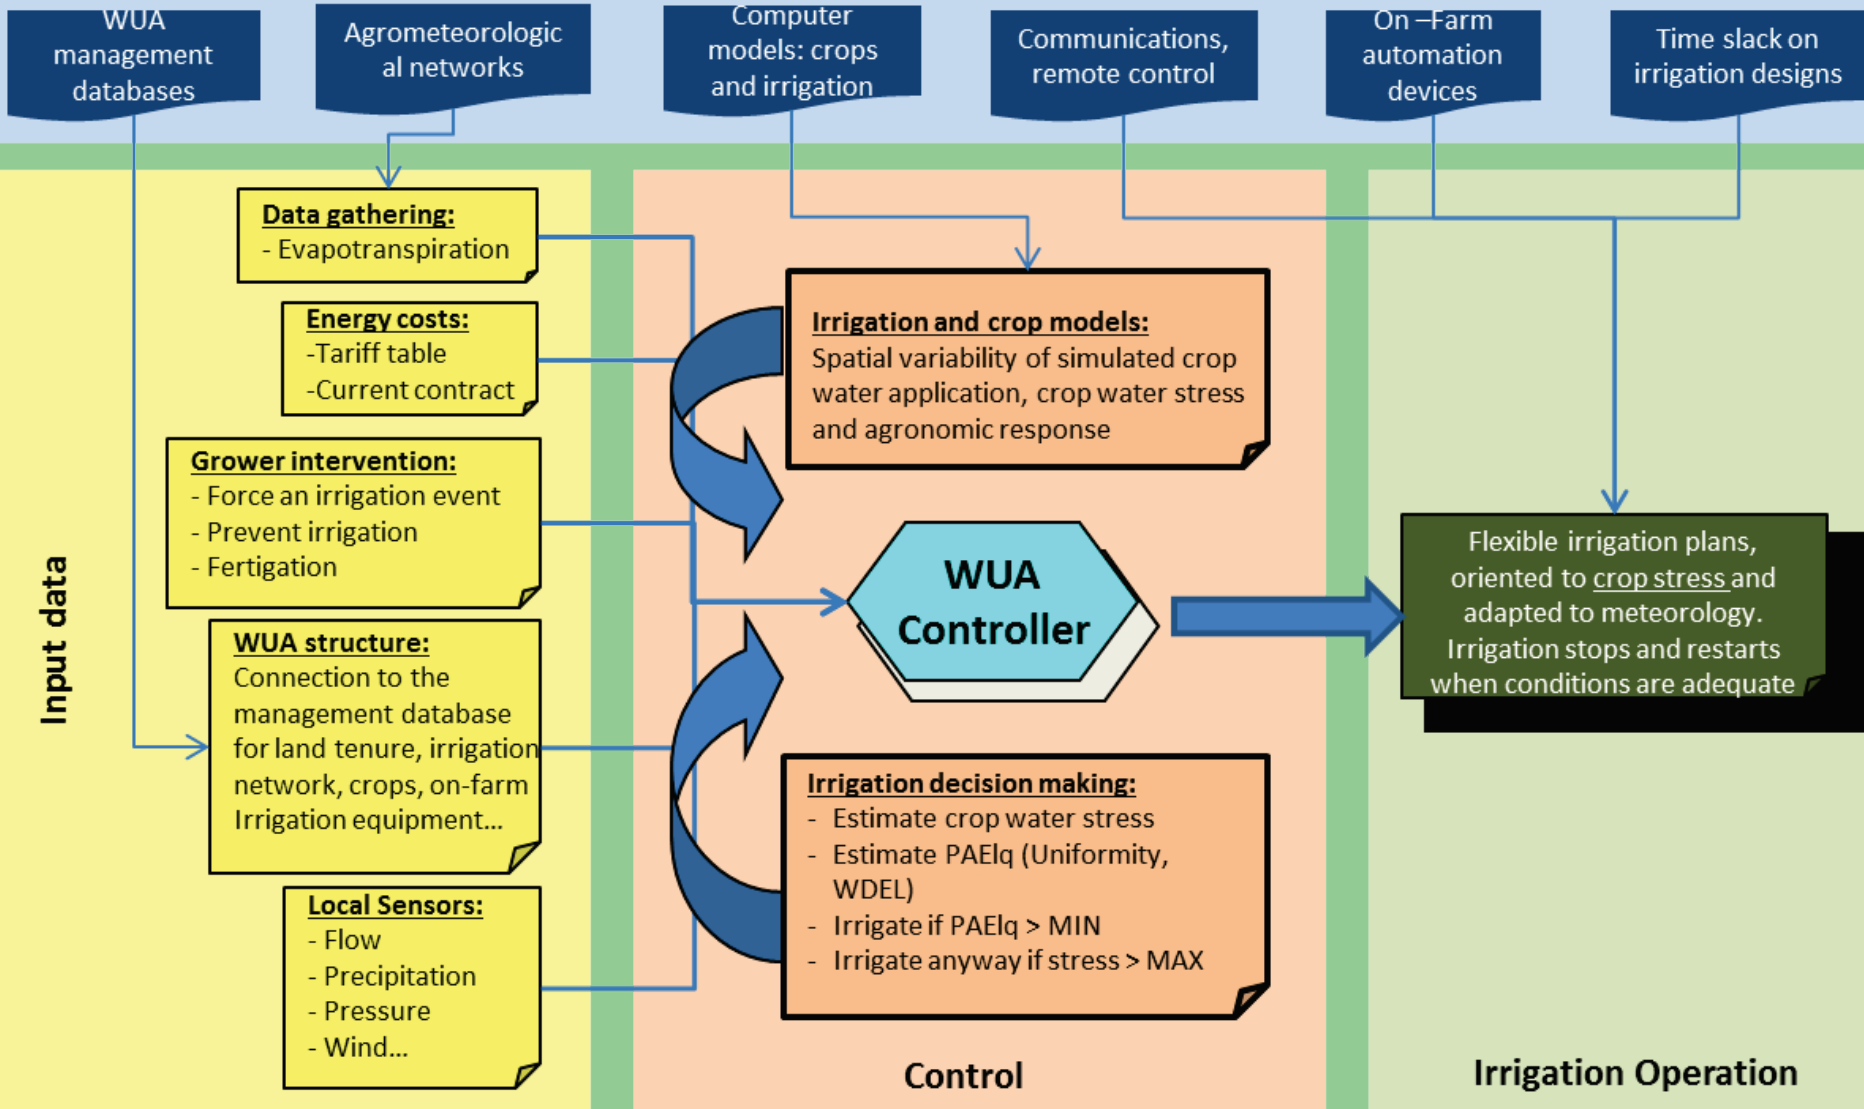 WUA
management
databases
Agrometeorologic
al networks
Computer
models: crops
and irrigation
Communications,
remote control
On –Farm
automation
devices
Time slack on
irrigation designs
Data gathering:
- Evapotranspiration
Energy costs:
-Tariff table
-Current contract
Grower intervention:
- Force an irrigation event
- Prevent irrigation
- Fertigation
WUA structure:
Connection to the
management database
for land tenure, irrigation
network, crops, on-farm
Irrigation equipment...
Local Sensors:
- Flow
- Precipitation
- Pressure
- Wind...
Input data
Irrigation and crop models:
Spatial variability of simulated crop
water application, crop water stress
and agronomic response
WUA
Controller
Irrigation decision making:
- Estimate crop water stress
- Estimate PAElq (Uniformity,
WDEL)
- Irrigate if PAElq > MIN
- Irrigate anyway if stress > MAX
Control
Flexible irrigation plans,
oriented to crop stress and
adapted to meteorology.
Irrigation stops and restarts
when conditions are adequate
Irrigation Operation